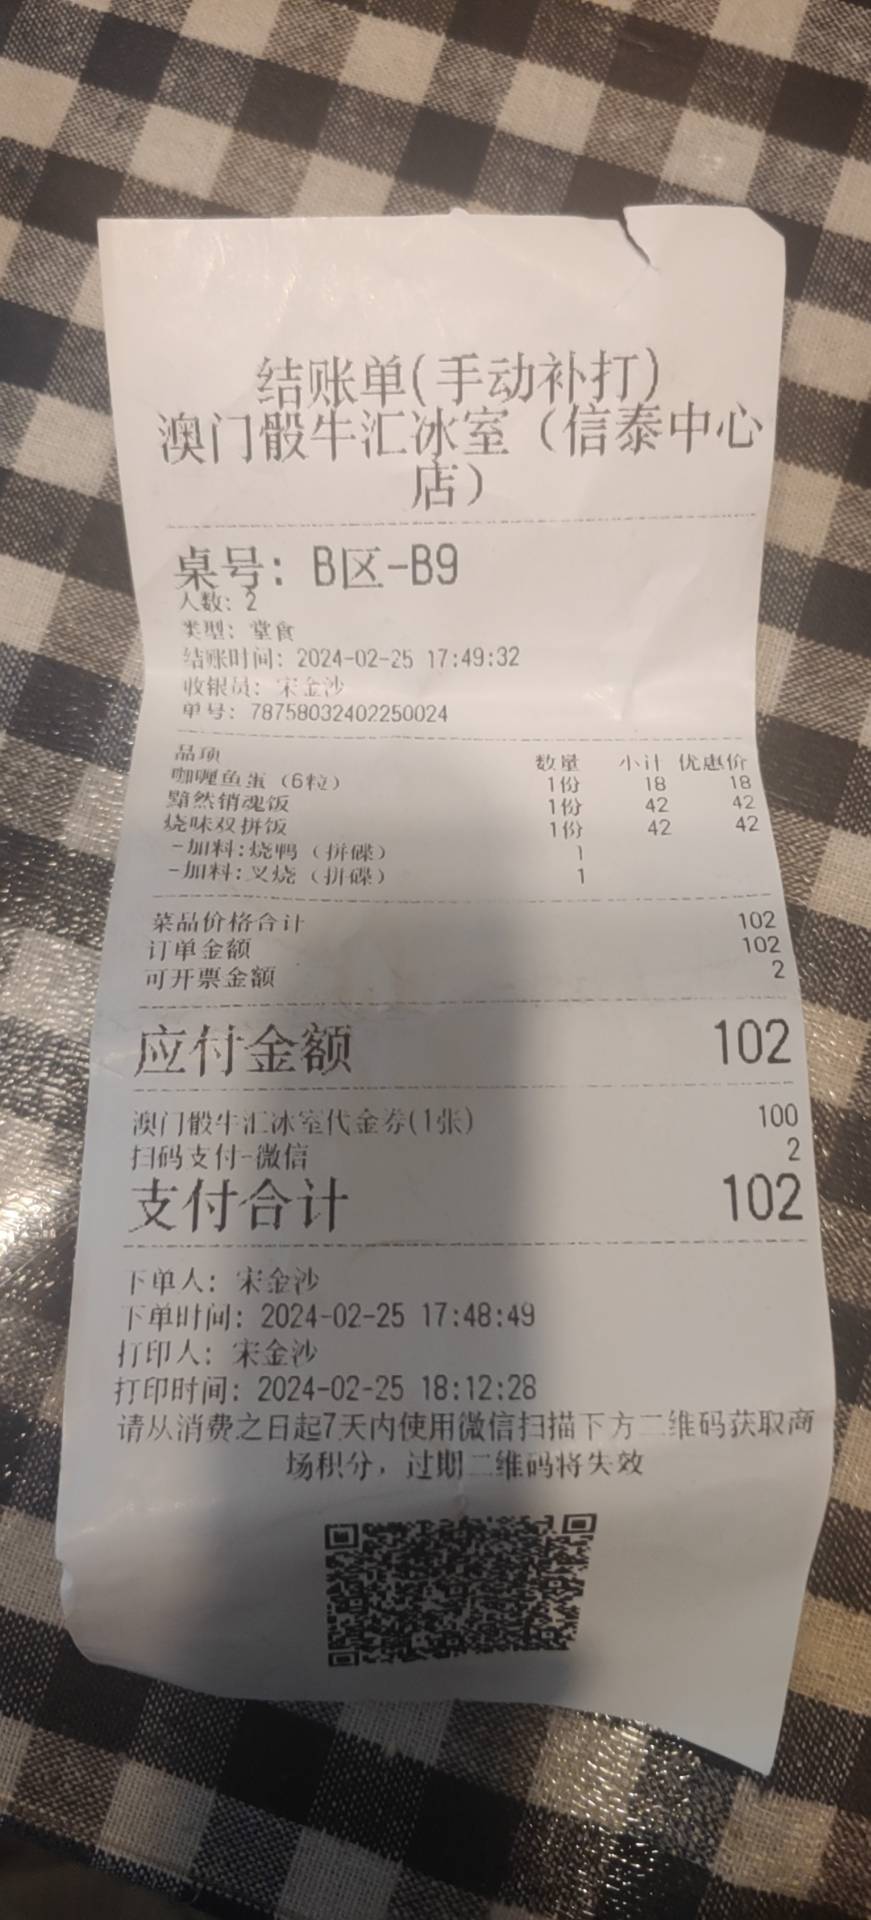 结账单(手动补打)
澳门骰牛汇冰室（信泰中心
店）
桌号: B区-B9
人数: 2
类型: 堂食
结账时间: 2024-02-25 17:49:32
收银员: 宋金沙
单号: 78758032402250024
品项 数量 小计 优惠价
咖喱鱼蛋（6粒） 1份 18 18
黯然销魂饭 1份 42 42
烧味双拼饭 1份 42 42
-加料:烧鸭（拼碟） 1
-加料:叉烧（拼碟） 1
菜品价格合计 102
订单金额 102
可开票金额 2
应付金额 102
澳门骰牛汇冰室代金券(1张) 100
扫码支付-微信 2
支付合计 102
下单人: 宋金沙
下单时间: 2024-02-25 17:48:49
打印人: 宋金沙
打印时间: 2024-02-25 18:12:28
请从消费之日起7天内使用微信扫描下方二维码获取商
场积分，过期二维码将失效